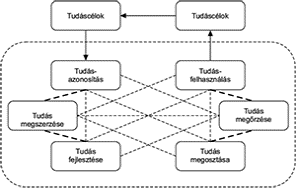 Tudáscélok
Tudáscélok
Tudás-
azonosítás
Tudás-
felhasználás
Tudás
megszerzése
Tudás
megőrzése
Tudás
fejlesztése
Tudás
megosztása